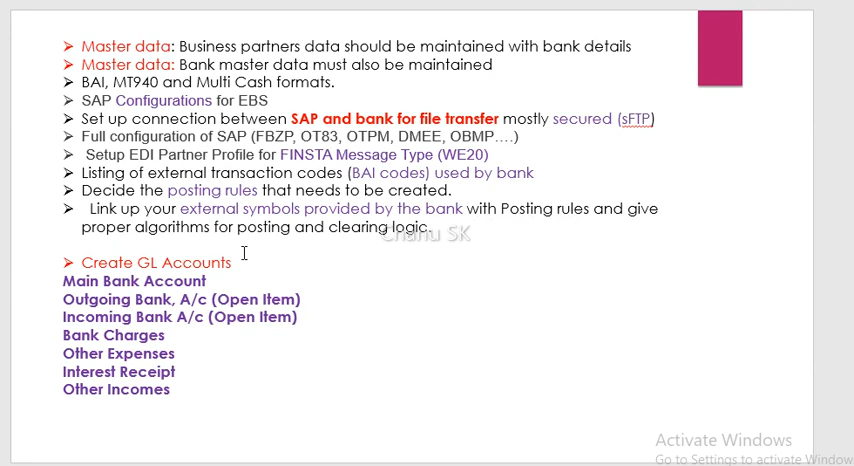 ➢ Master data: Business partners data should be maintained with bank details
➢ Master data: Bank master data must also be maintained
➢ BAI, MT940 and Multi Cash formats.
➢ SAP Configurations for EBS
➢ Set up connection between SAP and bank for file transfer mostly secured (sFTP)
➢ Full configuration of SAP (FBZP, OT83, OTPM, DMEE, OBMP….)
➢ Setup EDI Partner Profile for FINSTA Message Type (WE20)
➢ Listing of external transaction codes (BAI codes) used by bank
➢ Decide the posting rules that needs to be created.
➢ Link up your external symbols provided by the bank with Posting rules and give
proper algorithms for posting and clearing logic.
Chanu SK
➢ Create GL Accounts
Main Bank Account
Outgoing Bank, A/c (Open Item)
Incoming Bank A/c (Open Item)
Bank Charges
Other Expenses
Interest Receipt
Other Incomes
Activate Windows
Go to Settings to activate Windows